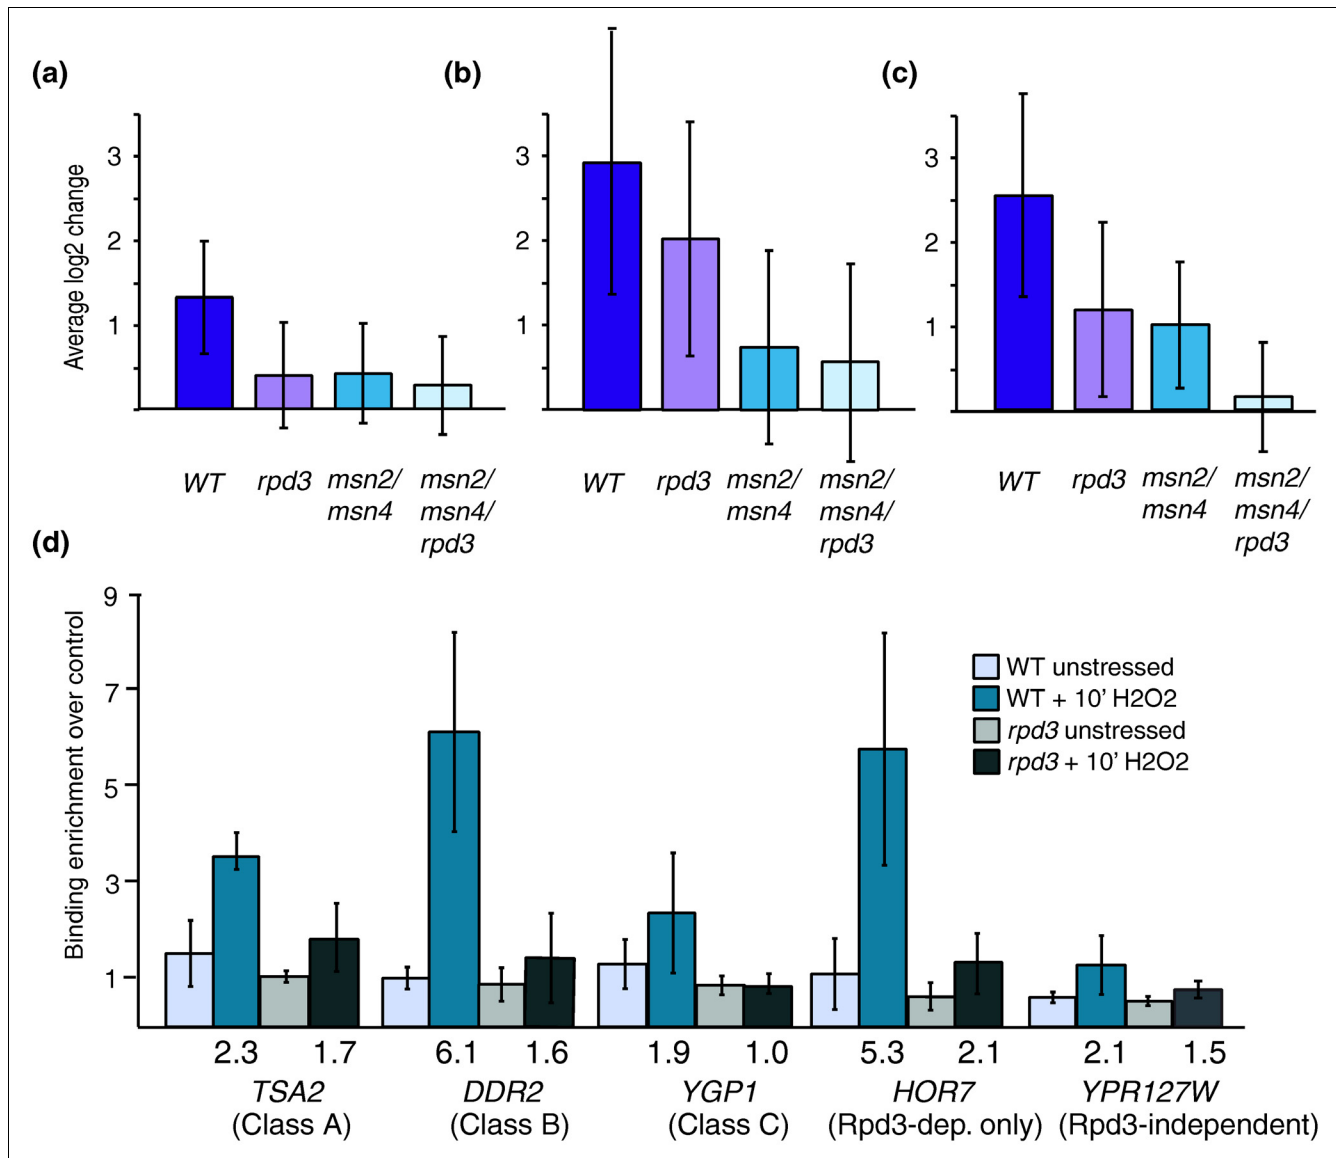 (a)
(b)
(c)
Average log2 change
3
2
1
3
2
1
3
2
1
WT
rpd3
msn2/
msn4
msn2/
msn4/
rpd3
WT
rpd3
msn2/
msn4
msn2/
msn4/
rpd3
WT
rpd3
msn2/
msn4
msn2/
msn4/
rpd3
(d)
Binding enrichment over control
9
7
5
3
1
WT unstressed
WT + 10’ H2O2
rpd3 unstressed
rpd3 + 10’ H2O2
2.3 1.7 6.1 1.6 1.9 1.0 5.3 2.1 2.1 1.5
TSA2 DDR2 YGP1 HOR7 YPR127W
(Class A) (Class B) (Class C) (Rpd3-dep. only) (Rpd3-independent)